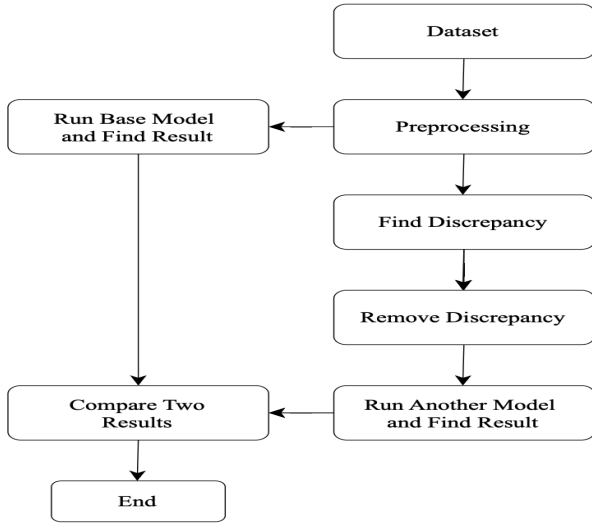 Dataset
Run Base Model
and Find Result
Preprocessing
Find Discrepancy
Remove Discrepancy
Compare Two
Results
Run Another Model
and Find Result
End